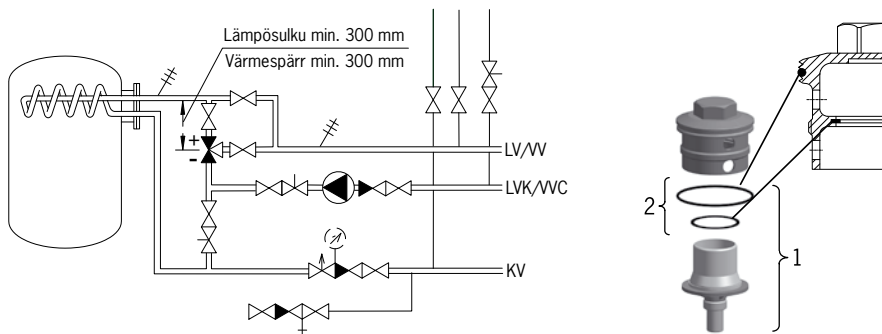 Lämpösulku min. 300 mm
Värmespärr min. 300 mm
+
-
LV/VV
LVK/VVC
KV
2
1